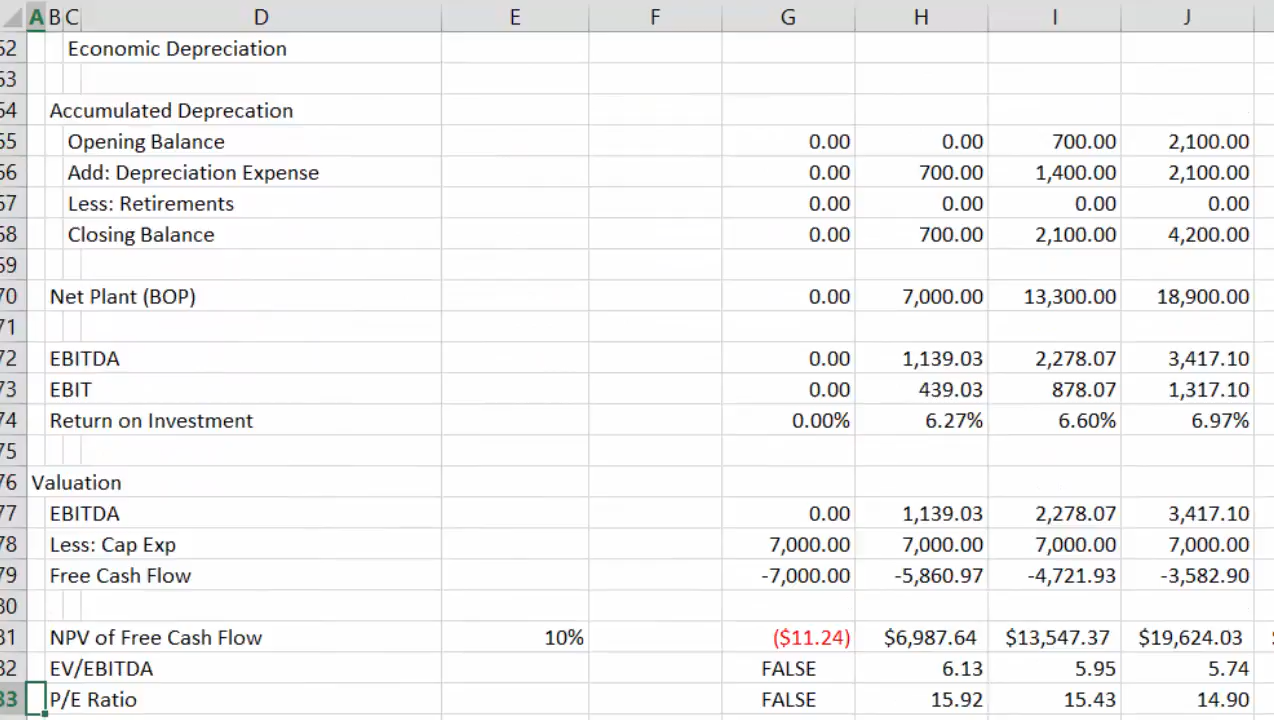 A B C D E F G H I J
52 Economic Depreciation
53
54 Accumulated Deprecation
55 Opening Balance 0.00 0.00 700.00 2,100.00
56 Add: Depreciation Expense 0.00 700.00 1,400.00 2,100.00
57 Less: Retirements 0.00 0.00 0.00 0.00
58 Closing Balance 0.00 700.00 2,100.00 4,200.00
59
70 Net Plant (BOP) 0.00 7,000.00 13,300.00 18,900.00
71
72 EBITDA 0.00 1,139.03 2,278.07 3,417.10
73 EBIT 0.00 439.03 878.07 1,317.10
74 Return on Investment 0.00% 6.27% 6.60% 6.97%
75
76 Valuation
77 EBITDA 0.00 1,139.03 2,278.07 3,417.10
78 Less: Cap Exp 7,000.00 7,000.00 7,000.00 7,000.00
79 Free Cash Flow -7,000.00 -5,860.97 -4,721.93 -3,582.90
30
31 NPV of Free Cash Flow 10% ($11.24) $6,987.64 $13,547.37 $19,624.03
32 EV/EBITDA FALSE 6.13 5.95 5.74
33 P/E Ratio FALSE 15.92 15.43 14.90